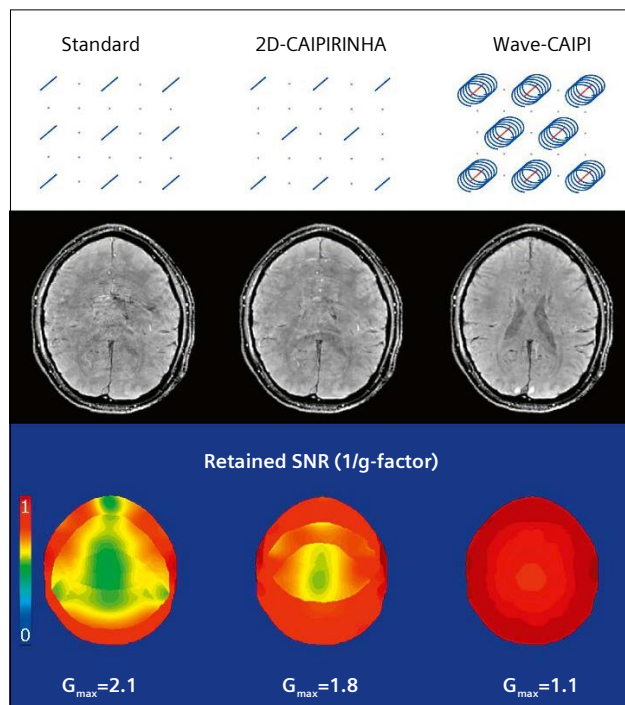 Standard 2D-CAIPIRINHA Wave-CAIPI
Retained SNR (1/g-factor)
1
0
Gmax=2.1 Gmax=1.8 Gmax=1.1